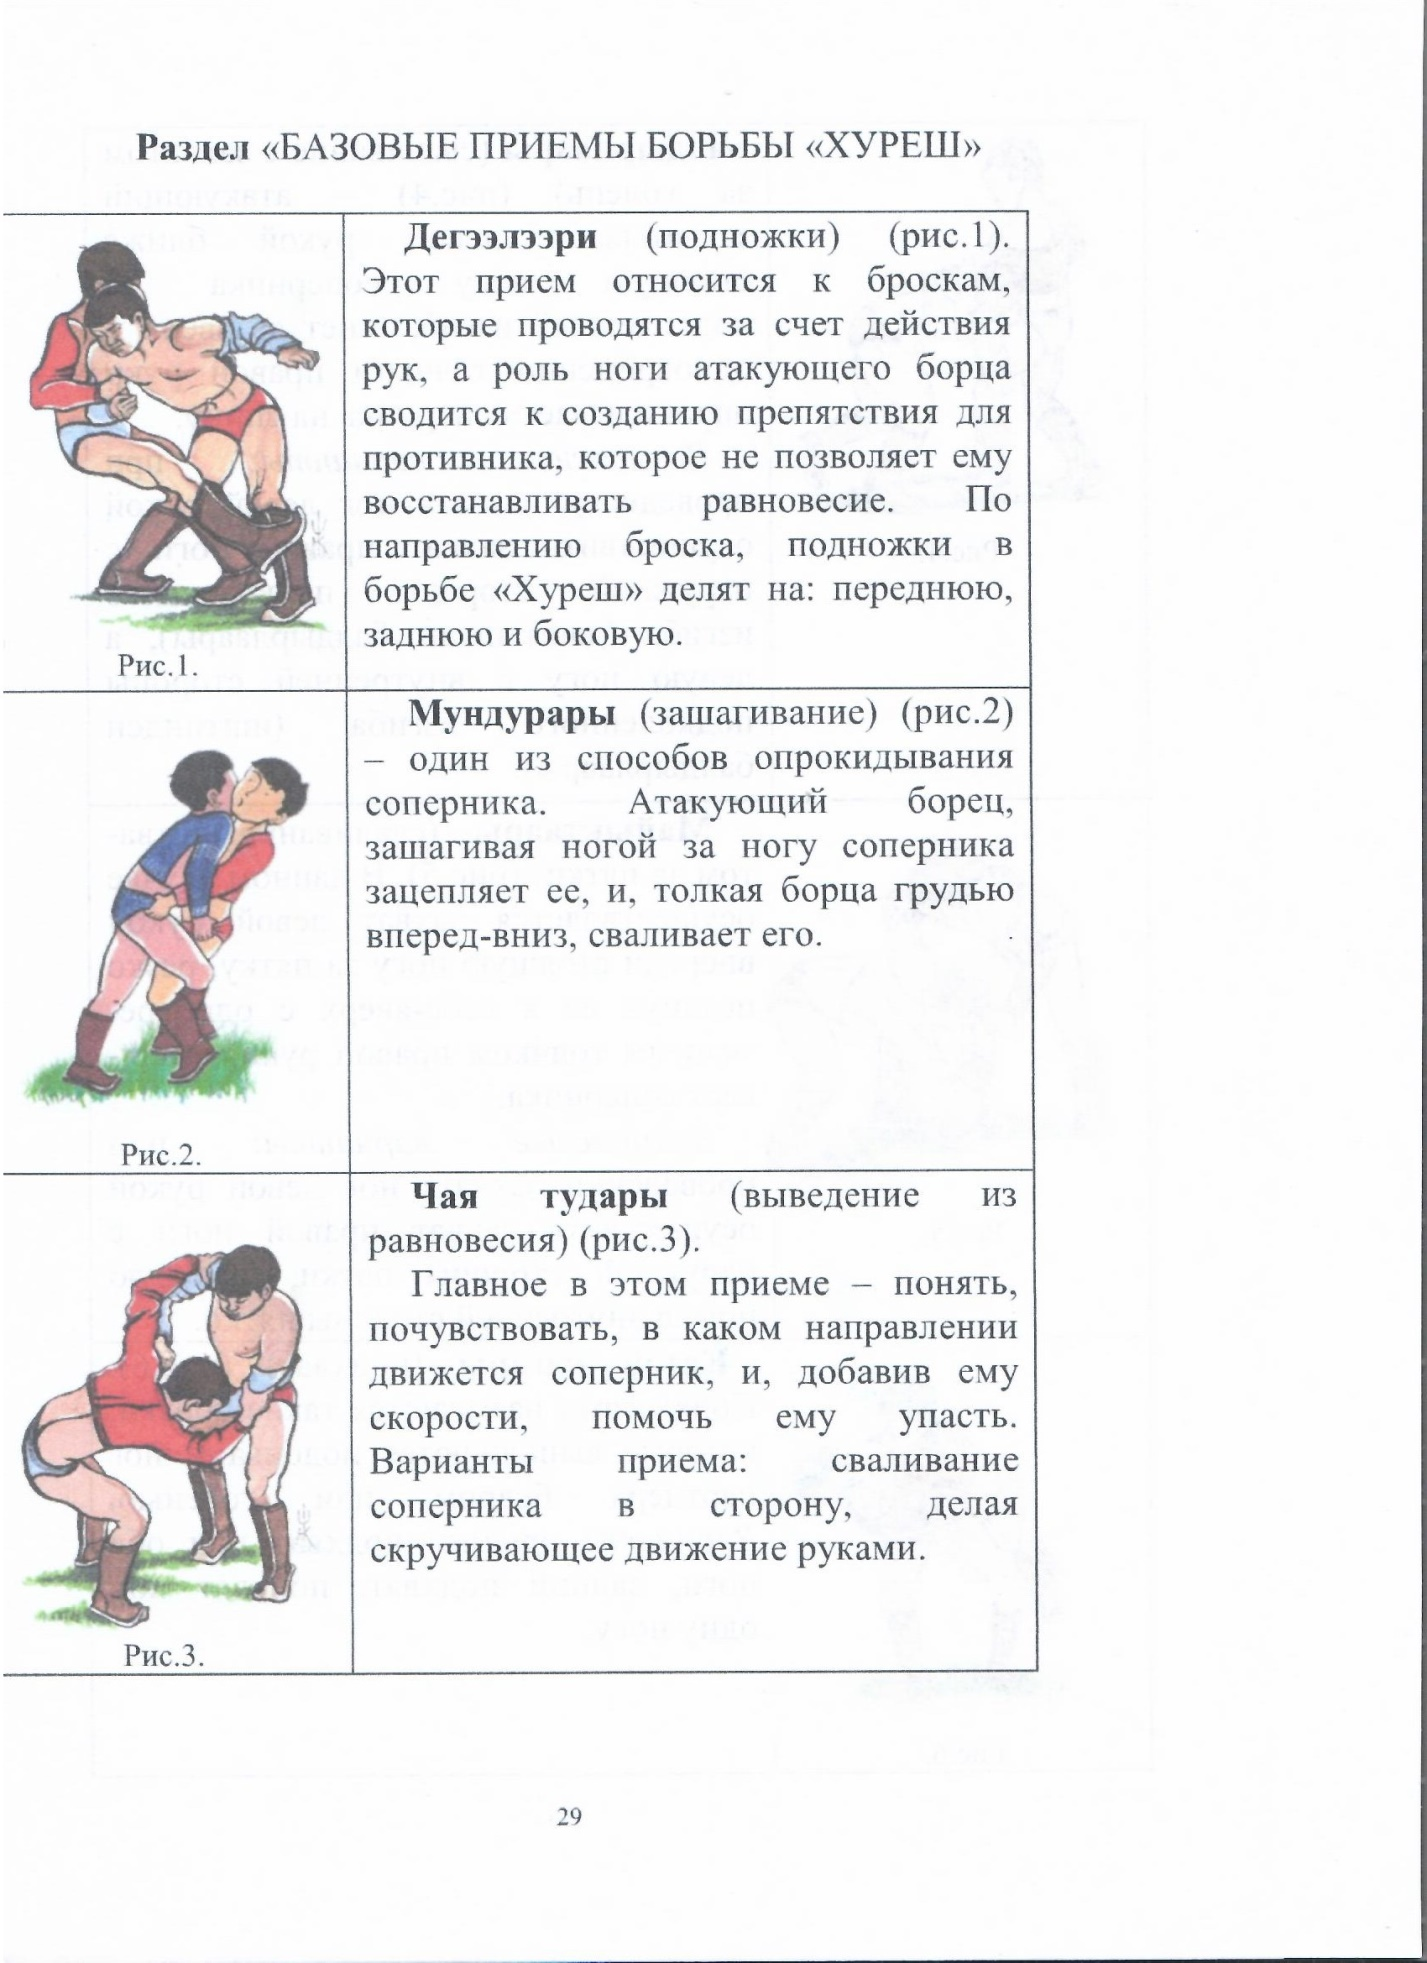 Раздел «БАЗОВЫЕ ПРИЕМЫ БОРЬБЫ «ХУРЕШ»
Дегээлээри (подножки) (рис.1).
Этот прием относится к броскам,
которые проводятся за счет действия
рук, а роль ноги атакующего борца
сводится к созданию препятствия для
противника, которое не позволяет ему
восстанавливать равновесие. По
направлению броска, подножки в
борьбе «Хуреш» делят на: переднюю,
заднюю и боковую.
Рис.1.
Мундурары (зашагивание) (рис.2)
– один из способов опрокидывания
соперника. Атакующий борец,
зашагивая ногой за ногу соперника
зацепляет ее, и, толкая борца грудью
вперед-вниз, сваливает его.
Рис.2.
Чая тудары (выведение из
равновесия) (рис.3).
Главное в этом приеме – понять,
почувствовать, в каком направлении
движется соперник, и, добавив ему
скорости, помочь ему упасть.
Варианты приема: сваливание
соперника в сторону, делая
скручивающее движение руками.
Рис.3.
29